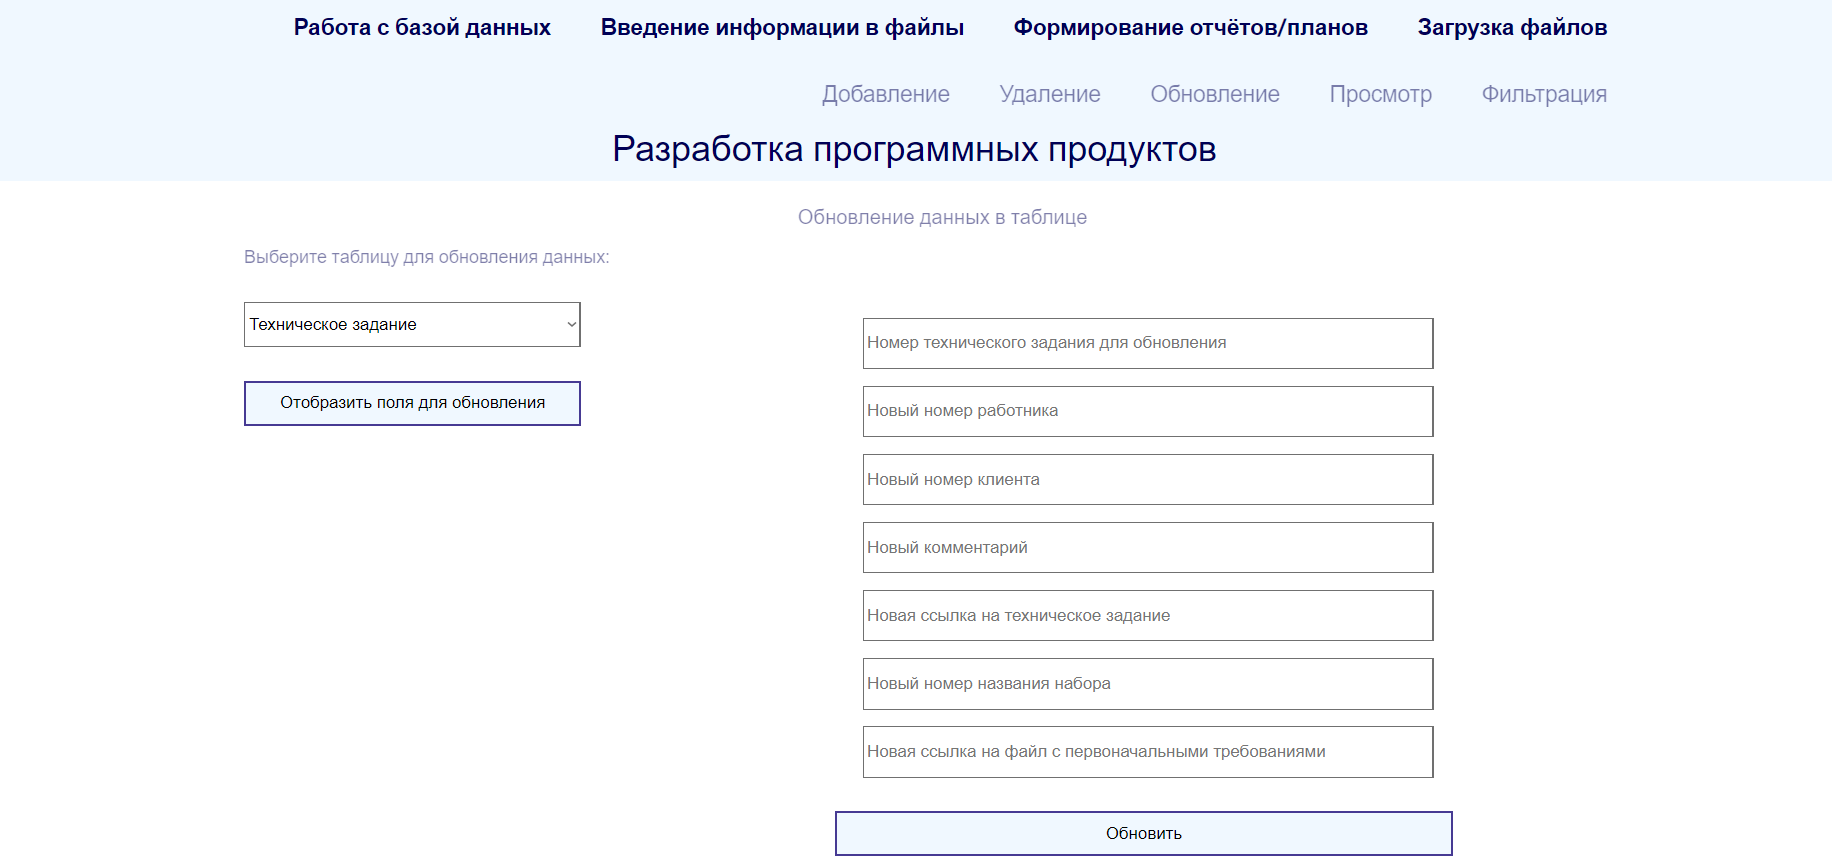 Работа с базой данных Введение информации в файлы Формирование отчётов/планов Загрузка файлов
Добавление Удаление Обновление Просмотр Фильтрация
Разработка программных продуктов
Обновление данных в таблице
Выберите таблицу для обновления данных:
Техническое задание
Отобразить поля для обновления
Номер технического задания для обновления
Новый номер работника
Новый номер клиента
Новый комментарий
Новая ссылка на техническое задание
Новый номер названия набора
Новая ссылка на файл с первоначальными требованиями
Обновить